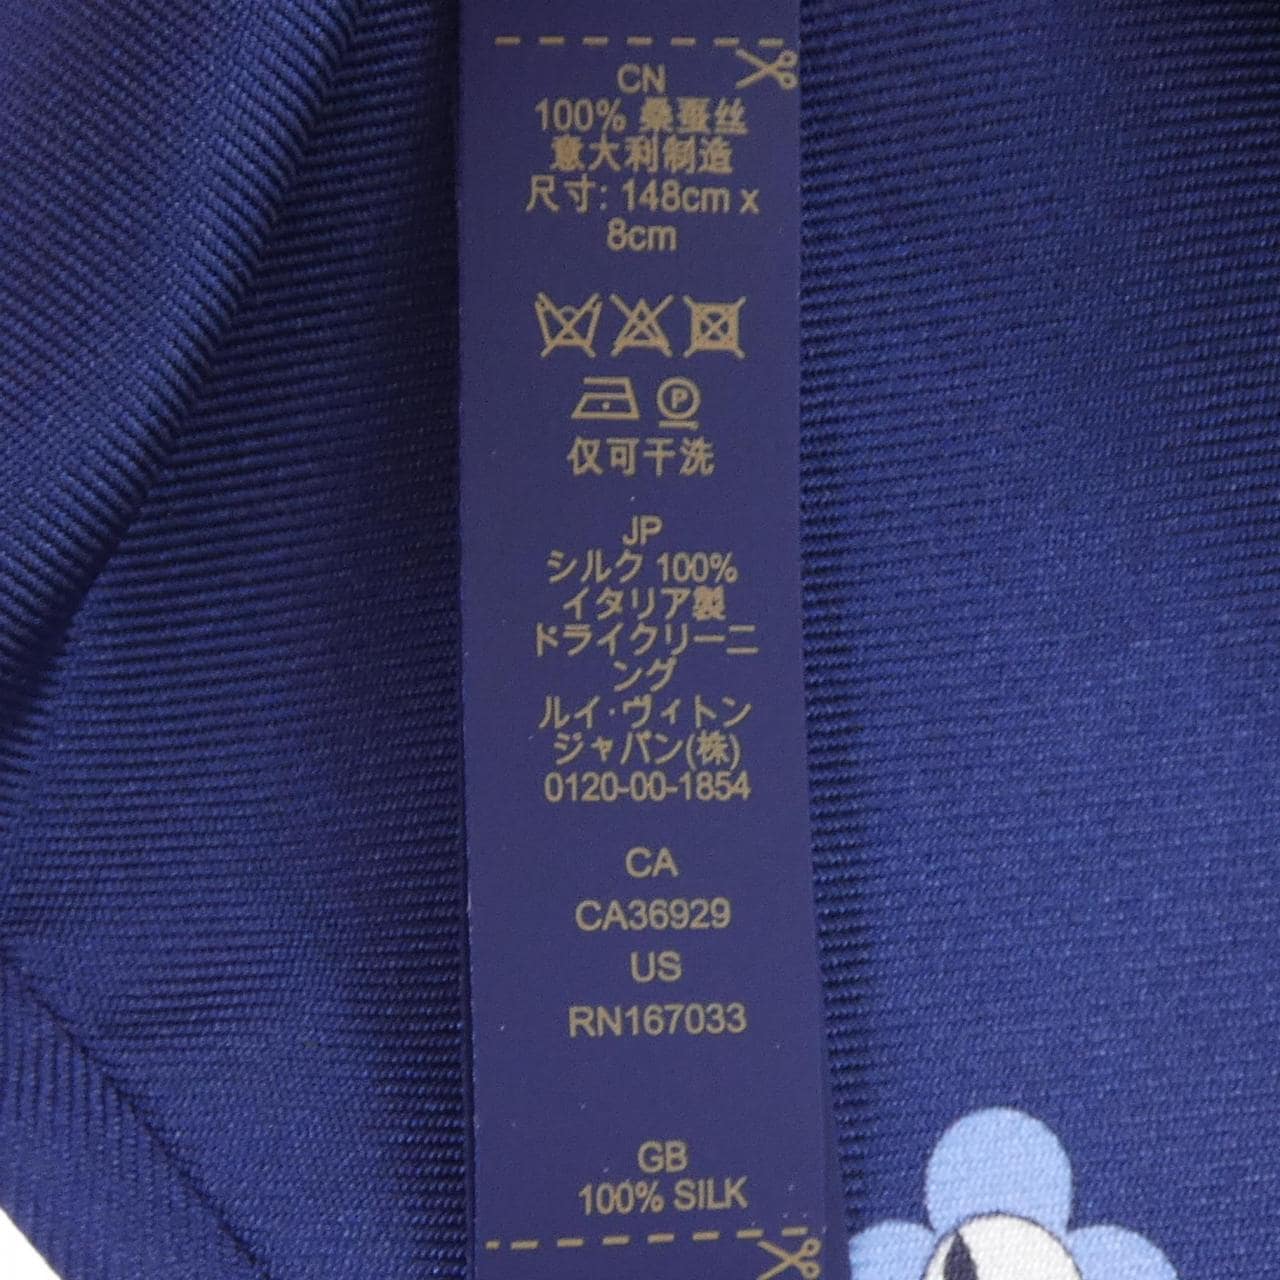 CN
100% 桑蚕丝
意大利制造
尺寸: 148cm x
8cm
P
仅可干洗
JP
シルク 100%
イタリア製
ドライクリーニ
ング
ルイ·ヴィトン
ジャパン(株)
0120-00-1854
CA
CA36929
US
RN167033
GB
100% SILK